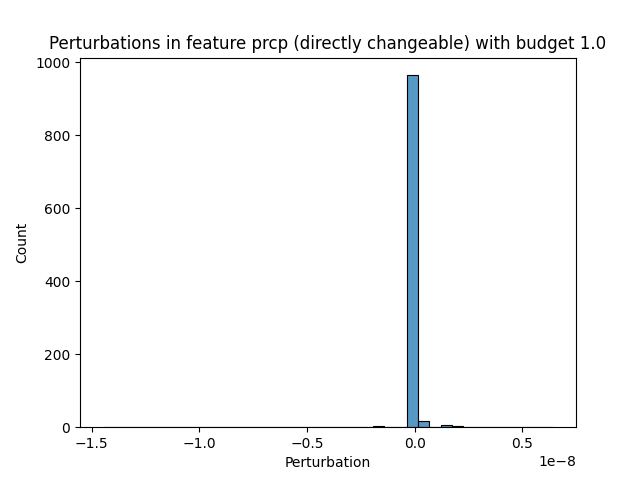 Perturbations in feature prcp (directly changeable) with budget 1.0
1000
800
600
400
200
0
Count
−1.5
−1.0
−0.5
0.0
0.5
1e−8
Perturbation